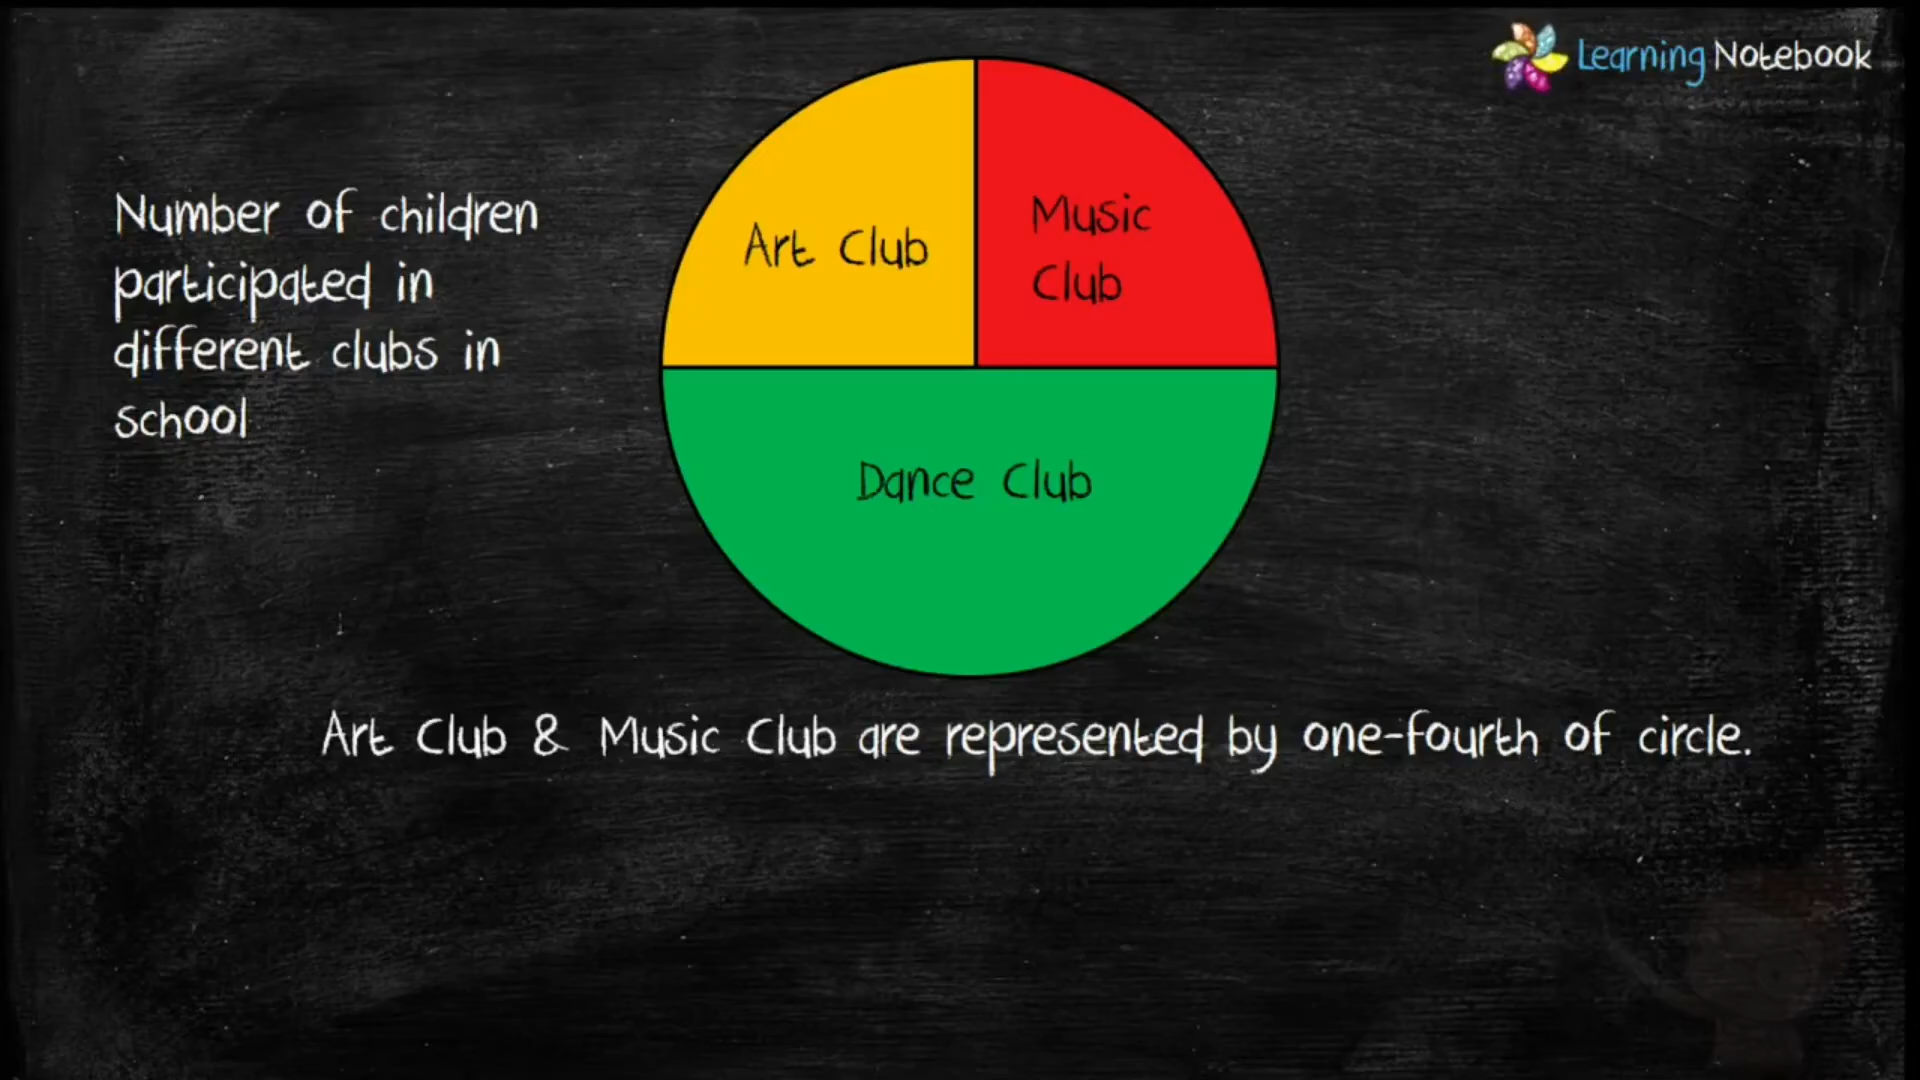 Learning Notebook
Number of children
participated in
different clubs in
school
Art Club
Music
Club
Dance Club
Art Club & Music Club are represented by one-fourth of circle.